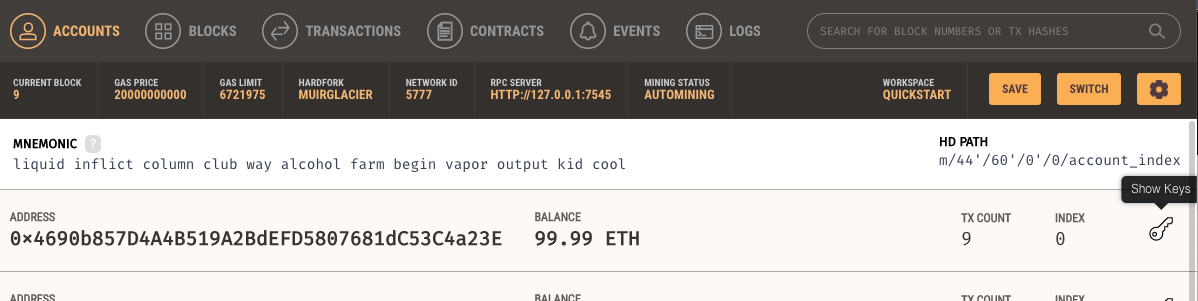 ACCOUNTS BLOCKS TRANSACTIONS CONTRACTS EVENTS LOGS SEARCH FOR BLOCK NUMBERS OR TX HASHES
CURRENT BLOCK GAS PRICE GAS LIMIT HARDFORK NETWORK ID RPC SERVER MINING STATUS WORKSPACE
9 20000000000 6721975 MUIRGLACIER 5777 HTTP://127.0.0.1:7545 AUTOMINING QUICKSTART SAVE SWITCH
MNEMONIC ? HD PATH
liquid inflict column club way alcohol farm begin vapor output kid cool m/44'/60'/0'/0/account_index
Show Keys
ADDRESS BALANCE TX COUNT INDEX
0×4690b857D4A4B519A2BdEFD5807681dC53C4a23E 99.99 ETH 9 0
ADDRESS BALANCE TX COUNT INDEX